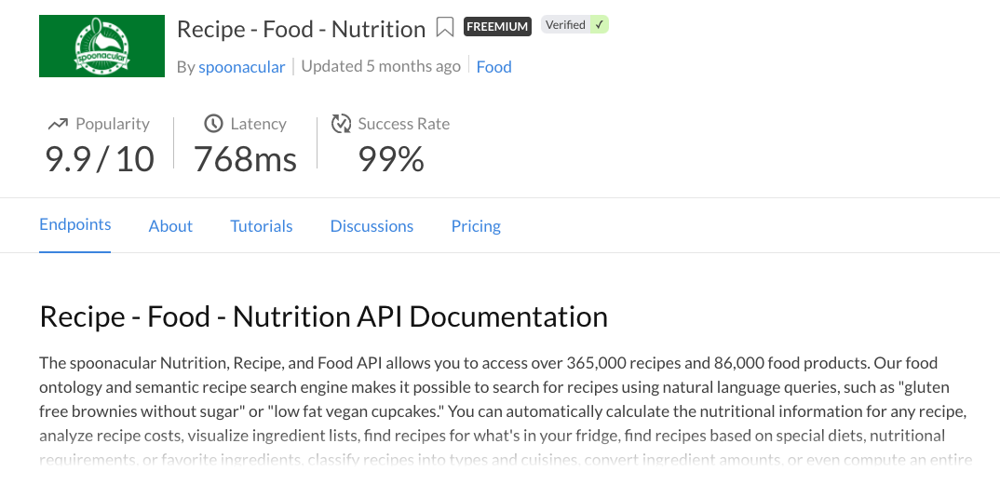 spoonacular
Recipe - Food - Nutrition FREEMIUM Verified ✓
By spoonacular Updated 5 months ago Food
Popularity Latency Success Rate
9.9 / 10 768ms 99%
Endpoints About Tutorials Discussions Pricing
Recipe - Food - Nutrition API Documentation
The spoonacular Nutrition, Recipe, and Food API allows you to access over 365,000 recipes and 86,000 food products. Our food
ontology and semantic recipe search engine makes it possible to search for recipes using natural language queries, such as "gluten
free brownies without sugar" or "low fat vegan cupcakes." You can automatically calculate the nutritional information for any recipe,
analyze recipe costs, visualize ingredient lists, find recipes for what's in your fridge, find recipes based on special diets, nutritional
requirements, or favorite ingredients, classify recipes into types and cuisines, convert ingredient amounts, or even compute an entire